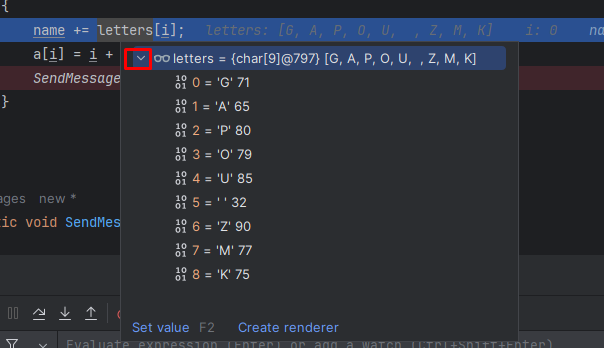 {
name += letters[i];   letters: [G, A, P, O, U,  , Z, M, K]   i: 0   na
a[i] = i +
SendMessage
}
letters = {char[9]@797} [G, A, P, O, U,  , Z, M, K]
0 = 'G' 71
1 = 'A' 65
2 = 'P' 80
3 = 'O' 79
4 = 'U' 85
5 = ' ' 32
6 = 'Z' 90
7 = 'M' 77
8 = 'K' 75
ages   new *
tic void SendMes
Set value   F2   Create renderer
Evaluate expression (Enter) or add a watch (Ctrl+Shift+Enter)